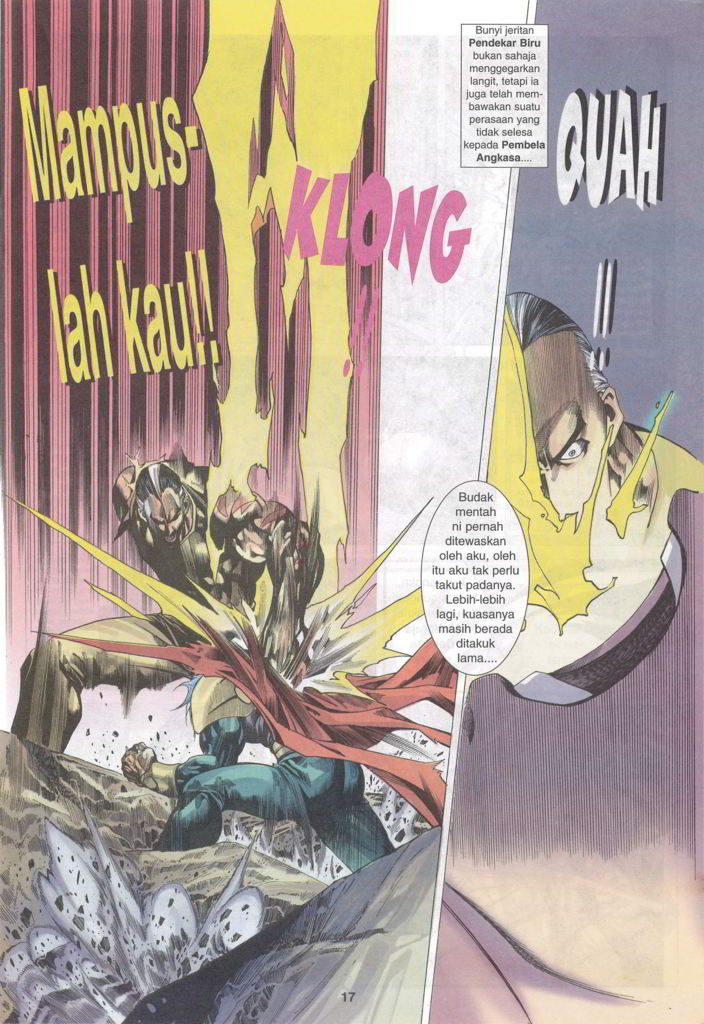 Mampus-
lah kau!!
KLONG
!!
Bunyi jeritan
Pendekar Biru
bukan sahaja
menggegarkan
langit, tetapi ia
juga telah mem-
bawakan suatu
perasaan yang
tidak selesa
kepada Pembela
Angkasa....
QUAH
!!
Budak
mentah
ni pernah
ditewaskan
oleh aku, oleh
itu aku tak perlu
takut padanya.
Lebih-lebih
lagi, kuasanya
masih berada
ditakuk
lama....
17